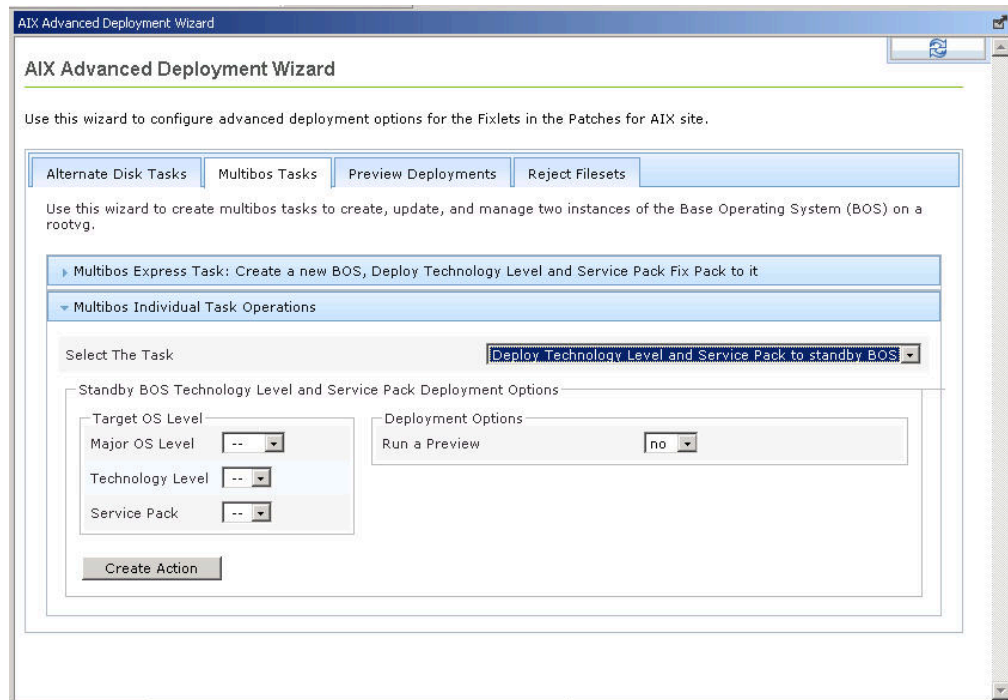 AIX Advanced Deployment Wizard
AIX Advanced Deployment Wizard
Use this wizard to configure advanced deployment options for the Fixlets in the Patches for AIX site.
Alternate Disk Tasks
Multibos Tasks
Preview Deployments
Reject Filesets
Use this wizard to create multibos tasks to create, update, and manage two instances of the Base Operating System (BOS) on a
rootvg.
Multibos Express Task: Create a new BOS, Deploy Technology Level and Service Pack Fix Pack to it
Multibos Individual Task Operations
Select The Task
Deploy Technology Level and Service Pack to standby BOS
Standby BOS Technology Level and Service Pack Deployment Options
Target OS Level
Major OS Level --
Technology Level --
Service Pack --
Deployment Options
Run a Preview no
Create Action